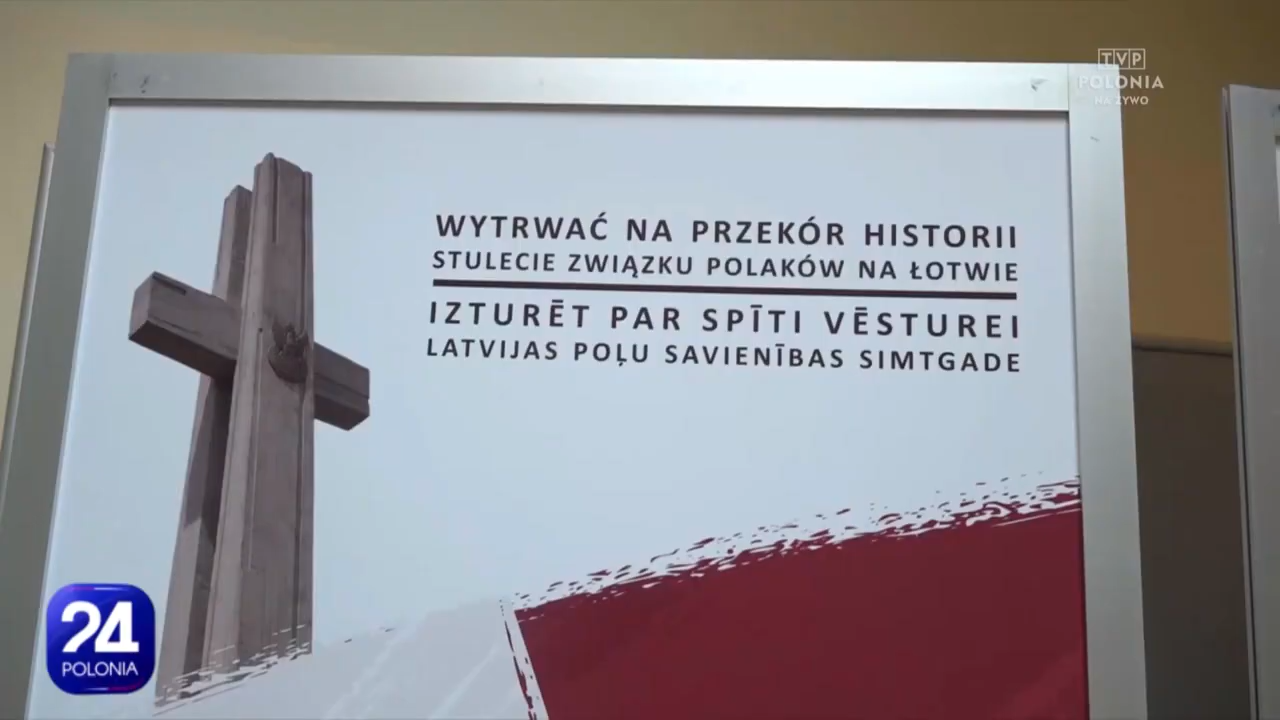 TVP
POLONIA
NA ŻYWO
WYTRWAĆ NA PRZEKÓR HISTORII
STULECIE ZWIĄZKU POLAKÓW NA ŁOTWIE
IZTURĒT PAR SPĪTI VĒSTUREI
LATVIJAS POĻU SAVIENĪBAS SIMTGADE
24
POLONIA